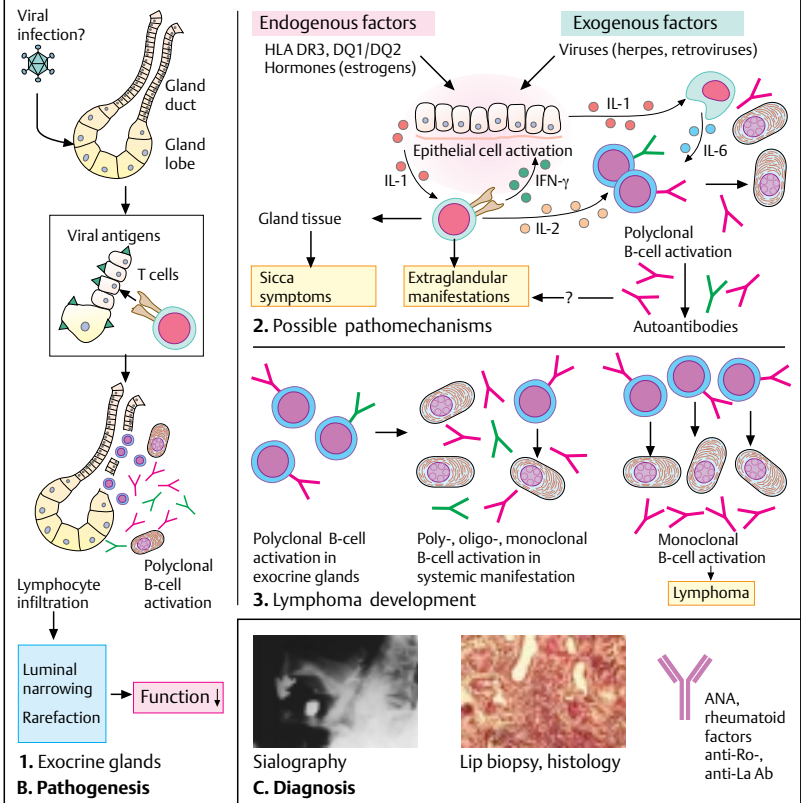 Viral
infection?
Gland
duct
Gland
lobe
Viral antigens
T cells
Lymphocyte
infiltration
Polyclonal
B-cell
activation
Luminal
narrowing
Rarefaction
Function ↓
1. Exocrine glands
B. Pathogenesis
Endogenous factors
Exogenous factors
HLA DR3, DQ1/DQ2
Hormones (estrogens)
Viruses (herpes, retroviruses)
IL-1
Epithelial cell activation
IL-6
IL-1
IFN-γ
IL-2
Gland tissue
Polyclonal
B-cell activation
Sicca
symptoms
Extraglandular
manifestations
?
Autoantibodies
2. Possible pathomechanisms
Polyclonal B-cell
activation in
exocrine glands
Poly-, oligo-, monoclonal
B-cell activation in
systemic manifestation
Monoclonal
B-cell activation
Lymphoma
3. Lymphoma development
Sialography
Lip biopsy, histology
ANA,
rheumatoid
factors
anti-Ro-,
anti-La Ab
C. Diagnosis